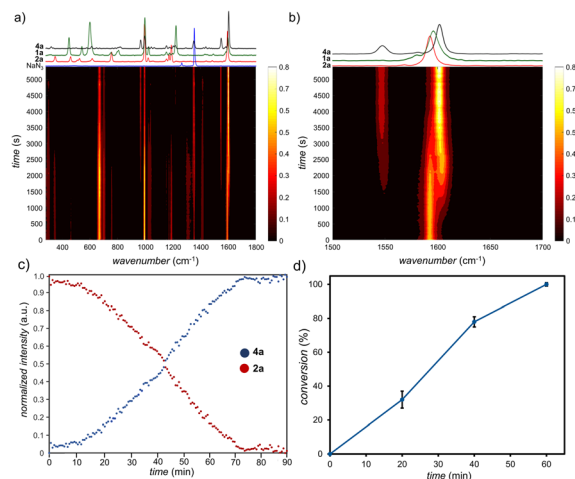 a)
4a
1a
2a
NaN3
time (s)
5000
4500
4000
3500
3000
2500
2000
1500
1000
500
0
400 600 800 1000 1200 1400 1600 1800
wavenumber (cm-1)
0.8
0.7
0.6
0.5
0.4
0.3
0.2
0.1
0
b)
4a
1a
2a
time (s)
5000
4500
4000
3500
3000
2500
2000
1500
1000
500
0
1500 1550 1600 1650 1700
wavenumber (cm-1)
0.8
0.7
0.6
0.5
0.4
0.3
0.2
0.1
0
c)
normalized intensity (a.u.)
1.0
0.9
0.8
0.7
0.6
0.5
0.4
0.3
0.2
0.1
0
4a
2a
0 10 20 30 40 50 60 70 80 90
time (min)
d)
conversion (%)
100
80
60
40
20
0
0 20 40 60
time (min)